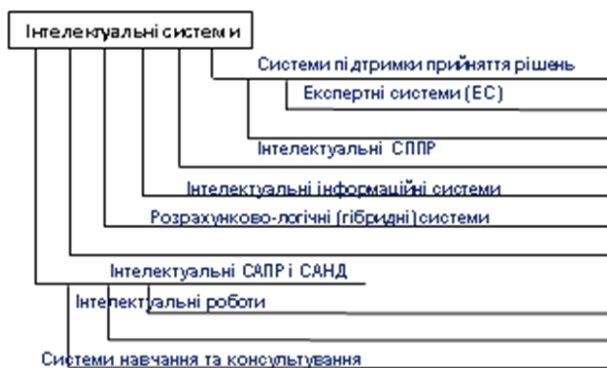 Інтелектуальні системи
Системи підтримки прийняття рішень
Експертні системи (ЕС)
Інтелектуальні СППР
Інтелектуальні інформаційні системи
Розрахунково-логічні (гібридні) системи
Інтелектуальні САПР і САНД
Інтелектуальні роботи
Системи навчання та консультування